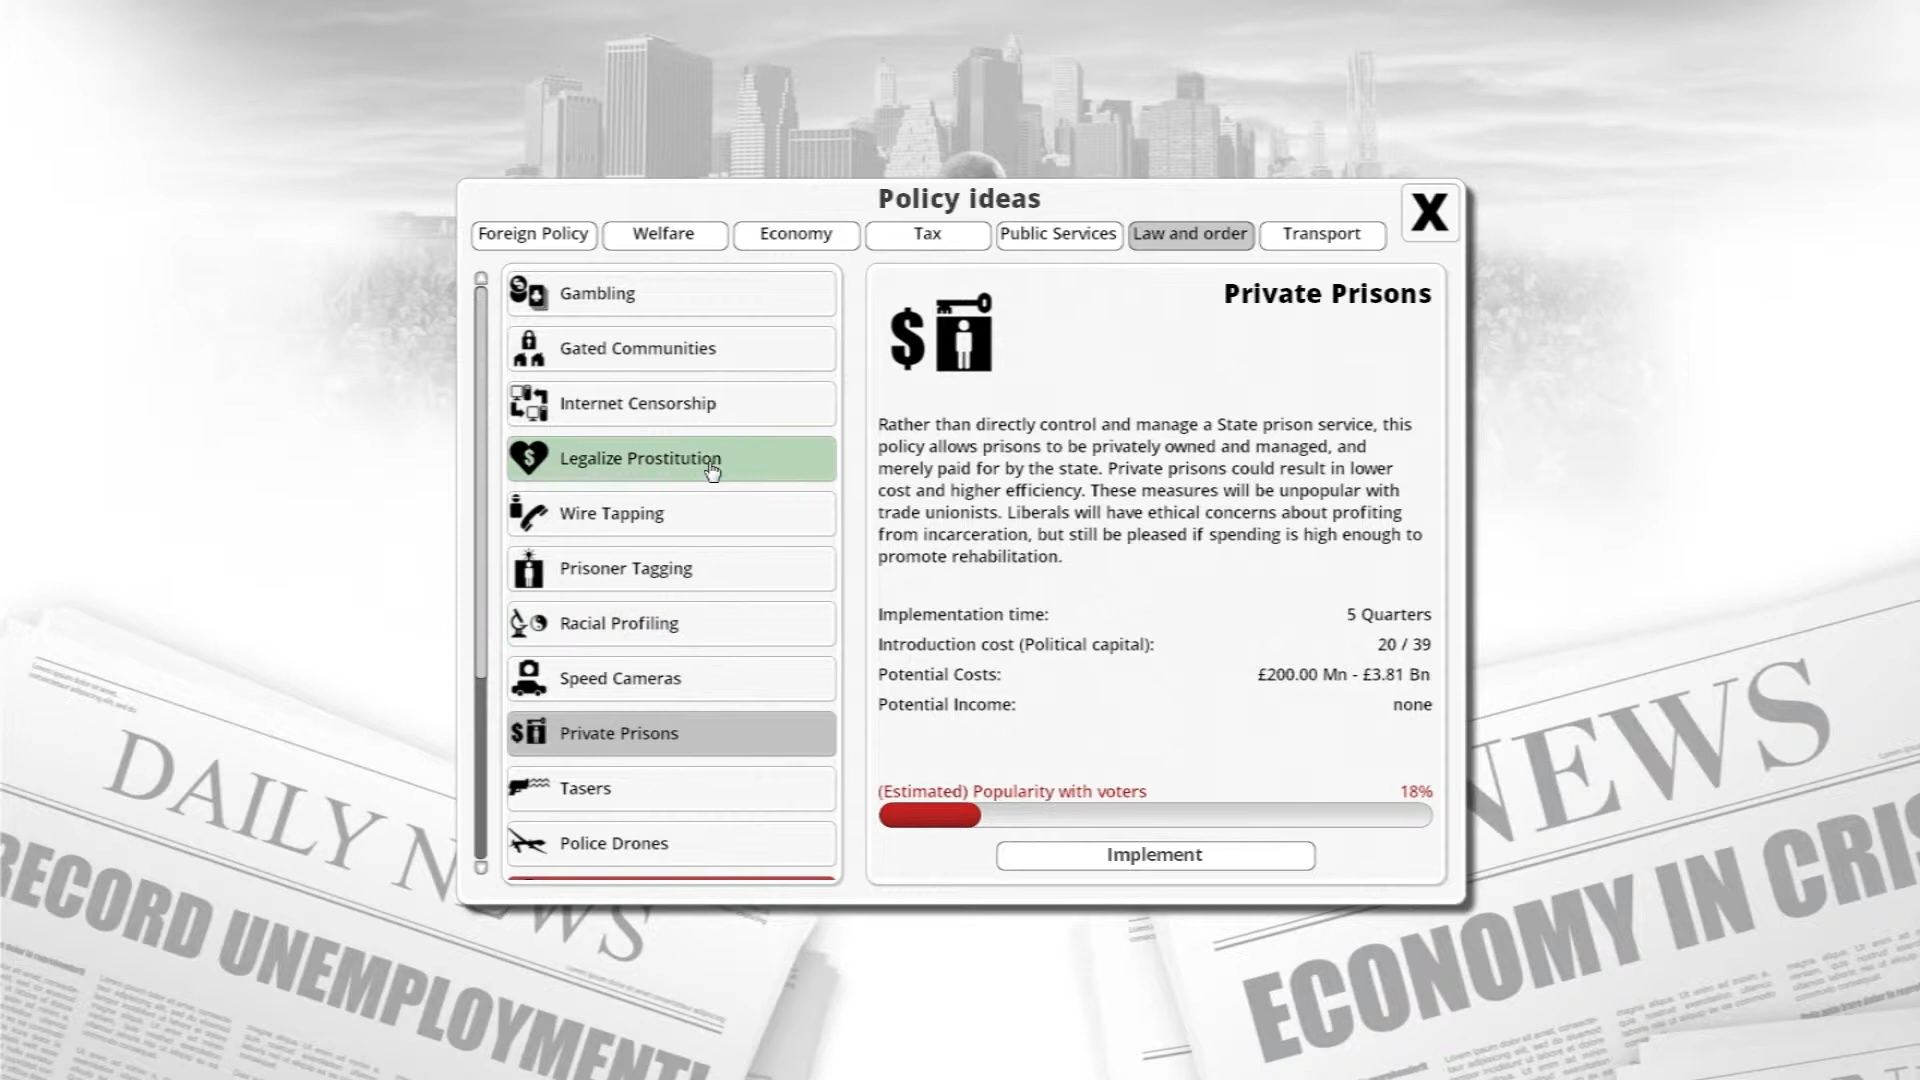 Policy ideas
X
Foreign Policy
Welfare
Economy
Tax
Public Services
Law and order
Transport
Gambling
Gated Communities
Internet Censorship
Legalize Prostitution
Wire Tapping
Prisoner Tagging
Racial Profiling
Speed Cameras
Private Prisons
Tasers
Police Drones
Private Prisons
Rather than directly control and manage a State prison service, this
policy allows prisons to be privately owned and managed, and
merely paid for by the state. Private prisons could result in lower
cost and higher efficiency. These measures will be unpopular with
trade unionists. Liberals will have ethical concerns about profiting
from incarceration, but still be pleased if spending is high enough to
promote rehabilitation.
Implementation time: 5 Quarters
Introduction cost (Political capital): 20 / 39
Potential Costs: £200.00 Mn - £3.81 Bn
Potential Income: none
(Estimated) Popularity with voters 18%
Implement
DAILY NEWS
RECORD UNEMPLOYMENT!
NEWS
ECONOMY IN CRIS